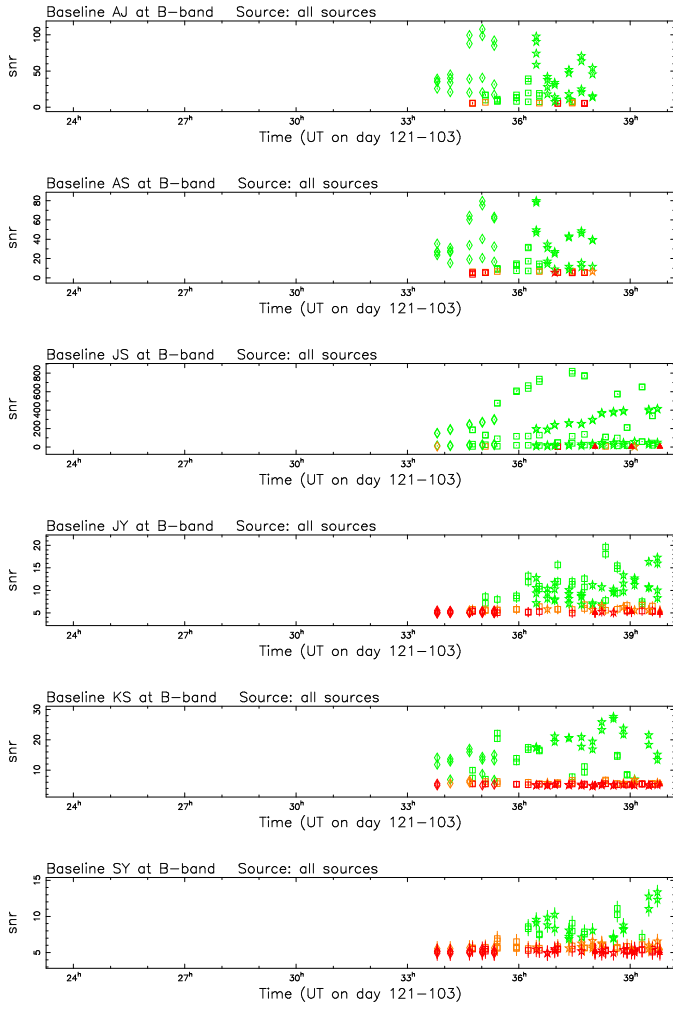 Baseline AJ at B-band Source: all sources
snr
100
50
0
24h 27h 30h 33h 36h 39h
Time (UT on day 121-103)
Baseline AS at B-band Source: all sources
snr
80
60
40
20
0
24h 27h 30h 33h 36h 39h
Time (UT on day 121-103)
Baseline JS at B-band Source: all sources
snr
800
600
400
200
0
24h 27h 30h 33h 36h 39h
Time (UT on day 121-103)
Baseline JY at B-band Source: all sources
snr
20
15
10
5
24h 27h 30h 33h 36h 39h
Time (UT on day 121-103)
Baseline KS at B-band Source: all sources
snr
30
20
10
24h 27h 30h 33h 36h 39h
Time (UT on day 121-103)
Baseline SY at B-band Source: all sources
snr
15
10
5
24h 27h 30h 33h 36h 39h
Time (UT on day 121-103)